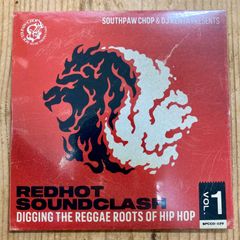 SOUTHPAW CHOP & DJ KENTA PRESENTS
REDHOT
SOUNDCLASH
DIGGING THE REGGAE ROOTS OF HIP HOP
VOL.
1